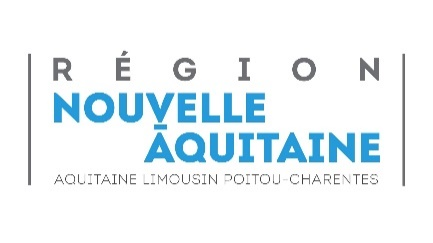 RÉGION
NOUVELLE
AQUITAINE
AQUITAINE LIMOUSIN POITOU-CHARENTES